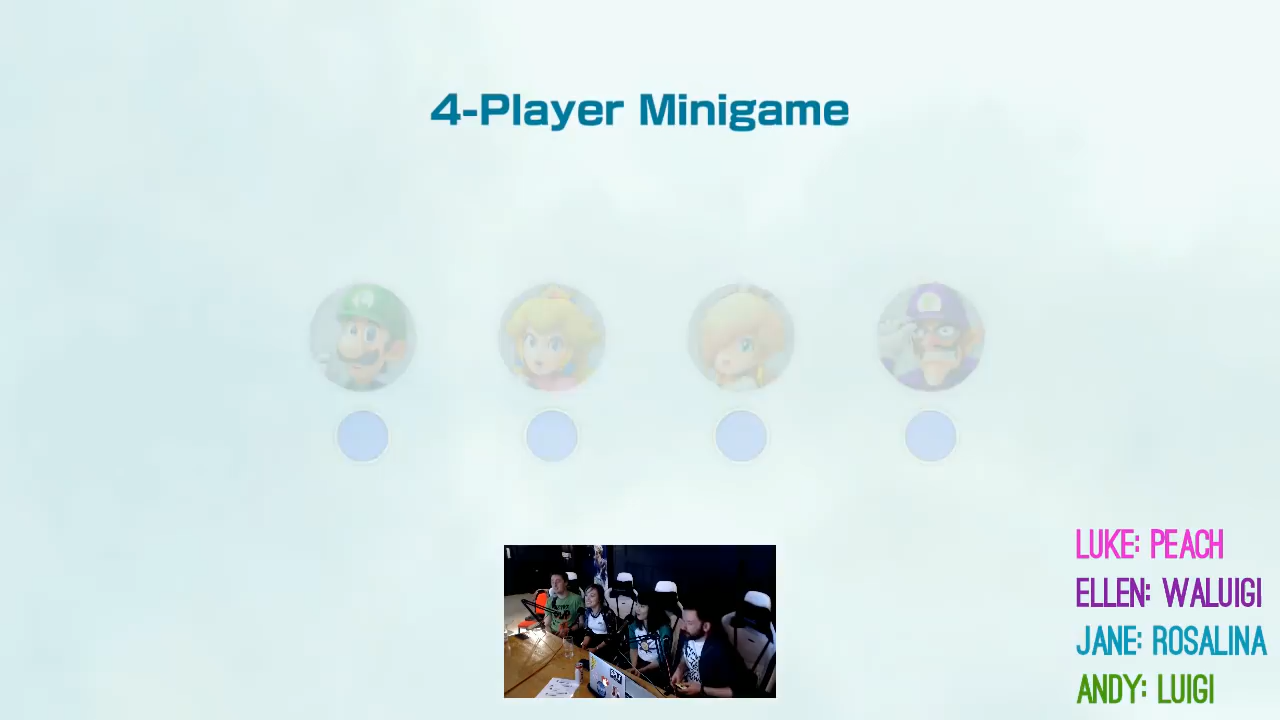 4-Player Minigame
LUKE: PEACH
ELLEN: WALUIGI
JANE: ROSALINA
ANDY: LUIGI